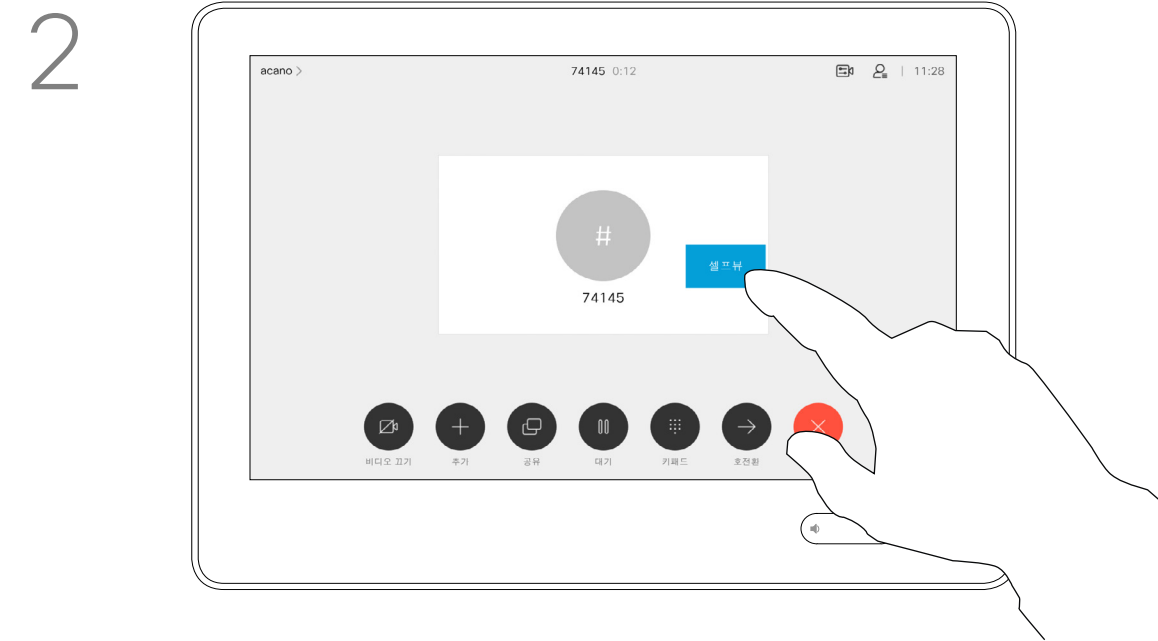 2
acano >
74145 0:12
11:28
#
셀프뷰
74145
비디오 끄기
추가
공유
대기
키패드
호전환